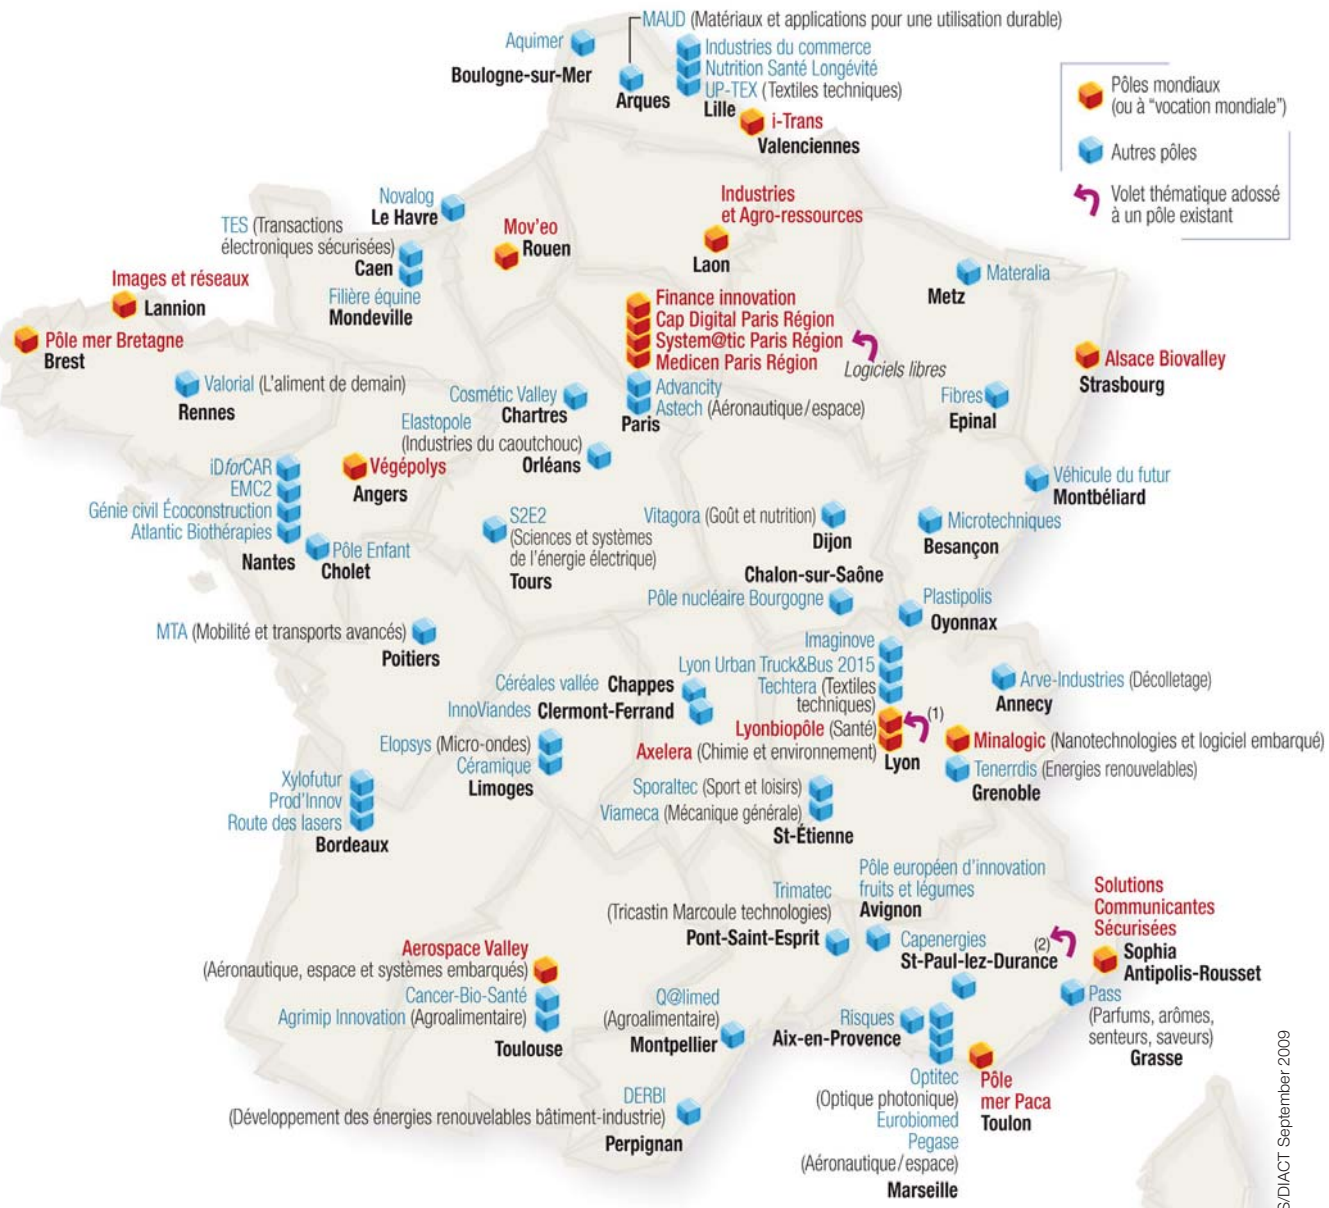 MAUD (Matériaux et applications pour une utilisation durable)
Aquimer
Boulogne-sur-Mer
Arques
Industries du commerce
Nutrition Santé Longévité
UP-TEX (Textiles techniques)
Lille
i-Trans
Valenciennes
Pôles mondiaux
(ou à “vocation mondiale”)
Autres pôles
Volet thématique adossé
à un pôle existant
Novalog
Le Havre
TES (Transactions
électroniques sécurisées)
Caen
Filière équine
Mondeville
Mov’eo
Rouen
Industries
et Agro-ressources
Laon
Materalia
Metz
Images et réseaux
Lannion
Pôle mer Bretagne
Brest
Finance innovation
Cap Digital Paris Région
System@tic Paris Région
Medicen Paris Région
Logiciels libres
Advancity
Astech (Aéronautique/espace)
Paris
Alsace Biovalley
Strasbourg
Valorial (L’aliment de demain)
Rennes
Cosmétic Valley
Chartres
Elastopole
(Industries du caoutchouc)
Orléans
Fibres
Epinal
iDforCAR
EMC2
Génie civil Écoconstruction
Atlantic Biothérapies
Nantes
Végépolys
Angers
Pôle Enfant
Cholet
S2E2
(Sciences et systèmes
de l’énergie électrique)
Tours
Vitagora (Goût et nutrition)
Dijon
Véhicule du futur
Montbéliard
Microtechniques
Besançon
Chalon-sur-Saône
Pôle nucléaire Bourgogne
Plastipolis
Oyonnax
MTA (Mobilité et transports avancés)
Poitiers
Imaginove
Lyon Urban Truck&Bus 2015
Techtera (Textiles
techniques)
Lyonbiopôle (Santé)
Axelera (Chimie et environnement)
(1)
Lyon
Céréales vallée Chappes
InnoViandes Clermont-Ferrand
Arve-Industries (Décolletage)
Annecy
Minalogic (Nanotechnologies et logiciel embarqué)
Tenerrdis (Energies renouvelables)
Grenoble
Elopsys (Micro-ondes)
Céramique
Limoges
Xylofutur
Prod’Innov
Route des lasers
Bordeaux
Sporaltec (Sport et loisirs)
Viameca (Mécanique générale)
St-Étienne
Pôle européen d’innovation
fruits et légumes
Avignon
Trimatec
(Tricastin Marcoule technologies)
Pont-Saint-Esprit
Capenergies
St-Paul-lez-Durance
(2)
Solutions
Communicantes
Sécurisées
Sophia
Antipolis-Rousset
Aerospace Valley
(Aéronautique, espace et systèmes embarqués)
Cancer-Bio-Santé
Agrimip Innovation (Agroalimentaire)
Toulouse
Q@limed
(Agroalimentaire)
Montpellier
Risques
Aix-en-Provence
Pass
(Parfums, arômes,
senteurs, saveurs)
Grasse
Optitec
(Optique photonique)
Eurobiomed
Pegase
(Aéronautique/espace)
Marseille
Pôle
mer Paca
Toulon
DERBI
(Développement des énergies renouvelables bâtiment-industrie)
Perpignan
S/DIACT September 2009